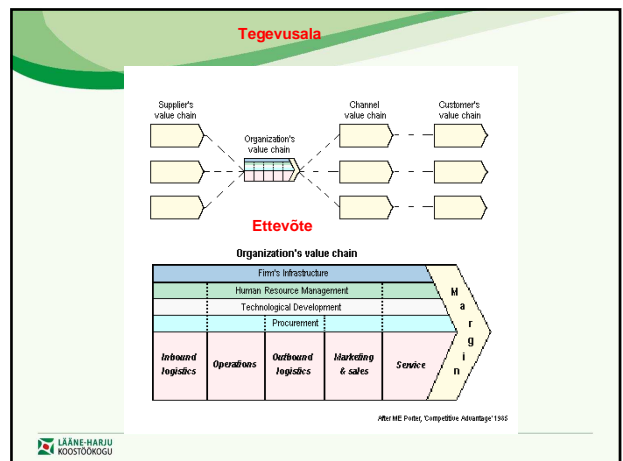 Tegevusala
Supplier's
value chain
Organization's
value chain
Channel
value chain
Customer's
value chain
Ettevõte
Organization's value chain
Firm's Infrastructure
Human Resource Management
Technological Development
Procurement
Inbound
logistics
Operations
Outbound
logistics
Marketing
& sales
Service
Margin
After ME Porter, 'Competitive Advantage' 1985
LÄÄNE-HARJU
KOOSTÖÖKOGU